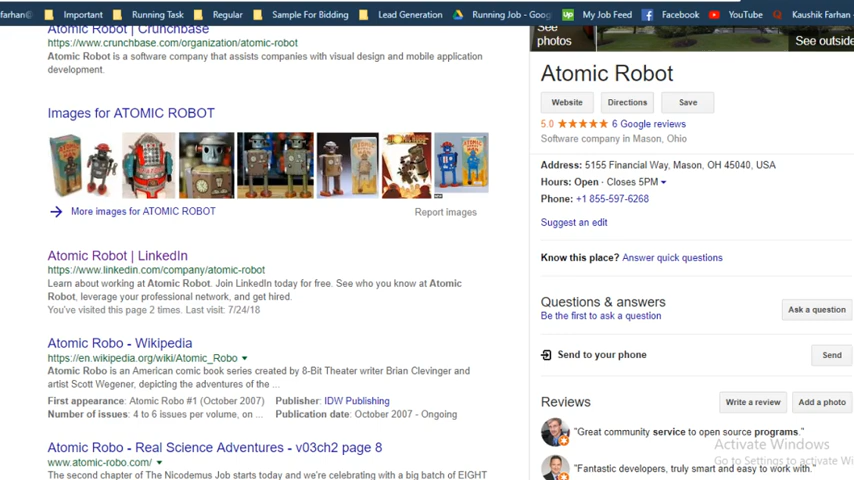 farhan@
Important
Running Task
Regular
Sample For Bidding
Lead Generation
Running Job - Goog
Up My Job Feed
Facebook
YouTube
Kaushik Farhan -
Atomic Robot | Crunchbase
https://www.crunchbase.com/organization/atomic-robot
Atomic Robot is a software company that assists companies with visual design and mobile application
development.
Images for ATOMIC ROBOT
More images for ATOMIC ROBOT
Report images
Atomic Robot | LinkedIn
https://www.linkedin.com/company/atomic-robot
Learn about working at Atomic Robot. Join LinkedIn today for free. See who you know at Atomic
Robot, leverage your professional network, and get hired.
You've visited this page 2 times. Last visit: 7/24/18
Atomic Robo - Wikipedia
https://en.wikipedia.org/wiki/Atomic_Robo
Atomic Robo is an American comic book series created by 8-Bit Theater writer Brian Clevinger and
artist Scott Wegener, depicting the adventures of the ...
First appearance: Atomic Robo #1 (October 2007) Publisher: IDW Publishing
Number of issues: 4 to 6 issues per volume, on ... Publication date: October 2007 - Ongoing
Atomic Robo - Real Science Adventures - v03ch2 page 8
www.atomic-robo.com/
The second chapter of The Nicodemus Job starts today and we're celebrating with a big batch of EIGHT
See
photos
See outside
Atomic Robot
Website
Directions
Save
5.0 6 Google reviews
Software company in Mason, Ohio
Address: 5155 Financial Way, Mason, OH 45040, USA
Hours: Open · Closes 5PM
Phone: +1 855-597-6268
Suggest an edit
Know this place? Answer quick questions
Questions & answers
Be the first to ask a question
Ask a question
Send to your phone
Send
Reviews
Write a review
Add a photo
"Great community service to open source programs."
"Fantastic developers, truly smart and easy to work with."
Activate Windows
Go to Settings to activate Wi